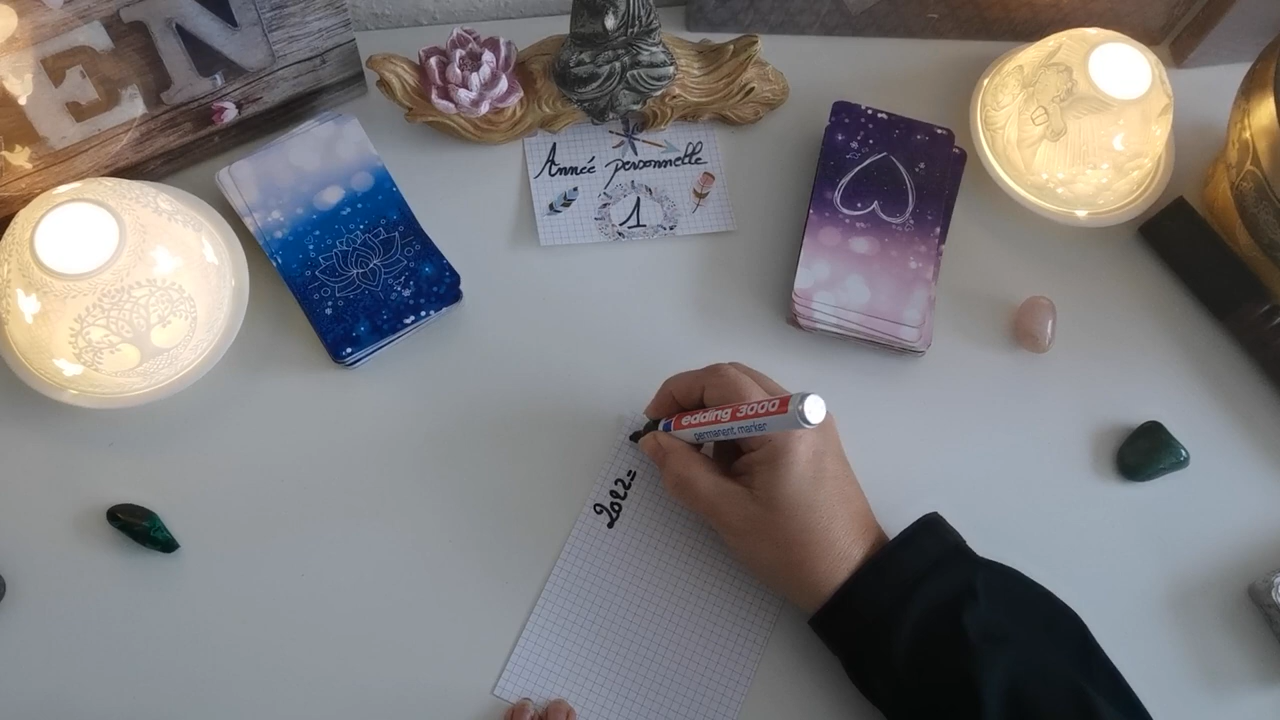 EN
Année personnelle
1
edding 3000
permanent marker
2022=